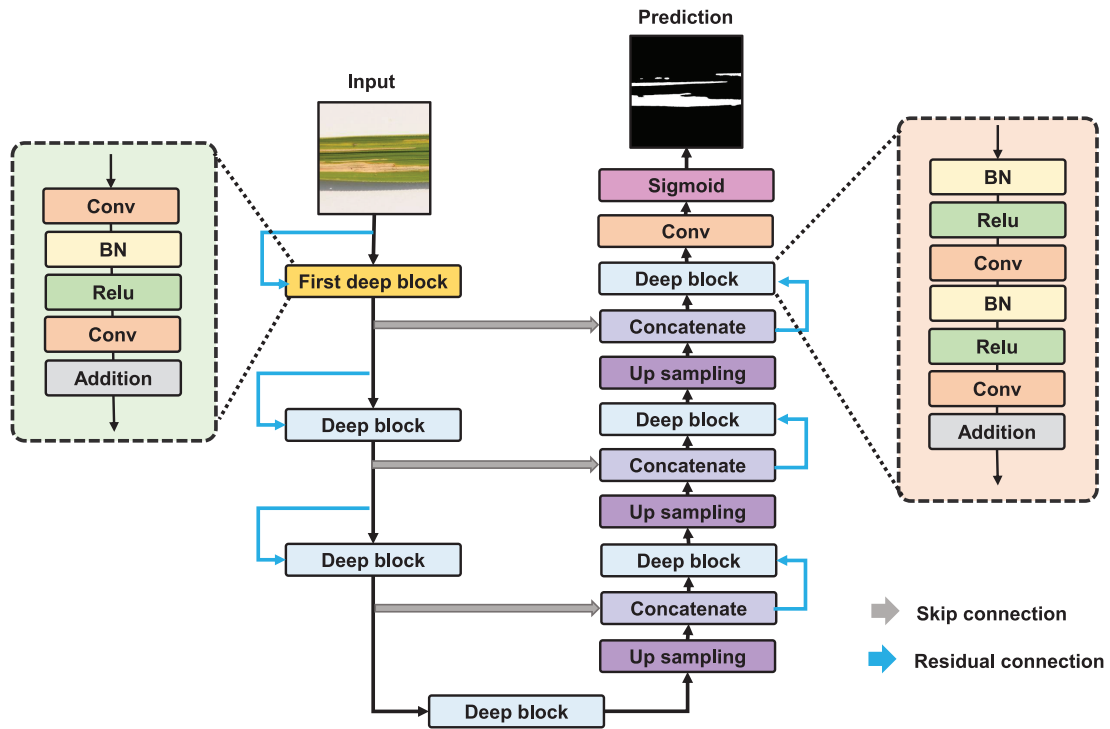 Prediction
Input
Conv
BN
Relu
Conv
Addition
First deep block
Deep block
Deep block
Deep block
Sigmoid
Conv
Deep block
Concatenate
Up sampling
Deep block
Concatenate
Up sampling
Deep block
Concatenate
Up sampling
BN
Relu
Conv
BN
Relu
Conv
Addition
Skip connection
Residual connection